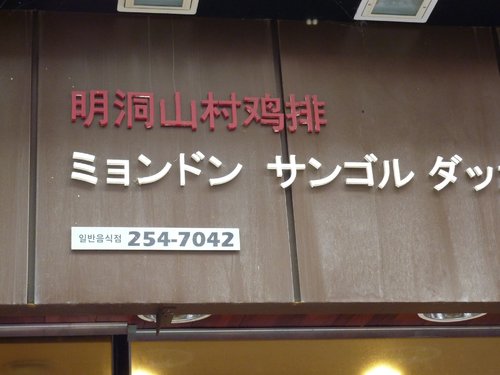 明洞山村鸡排
ミョンドン サンゴル ダッ
일반음식점 254-7042